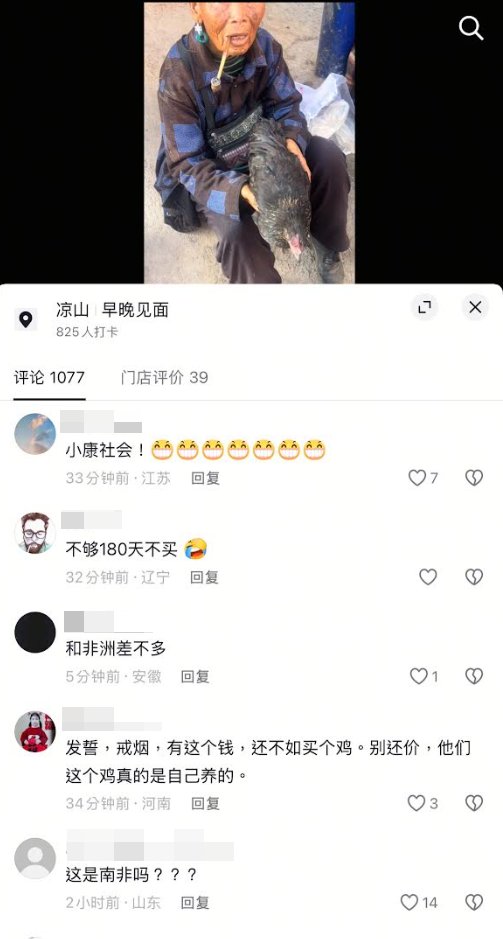 凉山 早晚见面
825人打卡
评论 1077
门店评价 39
小康社会！😁😁😁😁😁😁😁
33分钟前 · 江苏 回复 7
不够180天不买 🤣
32分钟前 · 辽宁 回复
和非洲差不多
5分钟前 · 安徽 回复 1
发誓，戒烟，有这个钱，还不如买个鸡。别还价，他们
这个鸡真的是自己养的。
34分钟前 · 河南 回复 3
这是南非吗？？？
2小时前 · 山东 回复 14